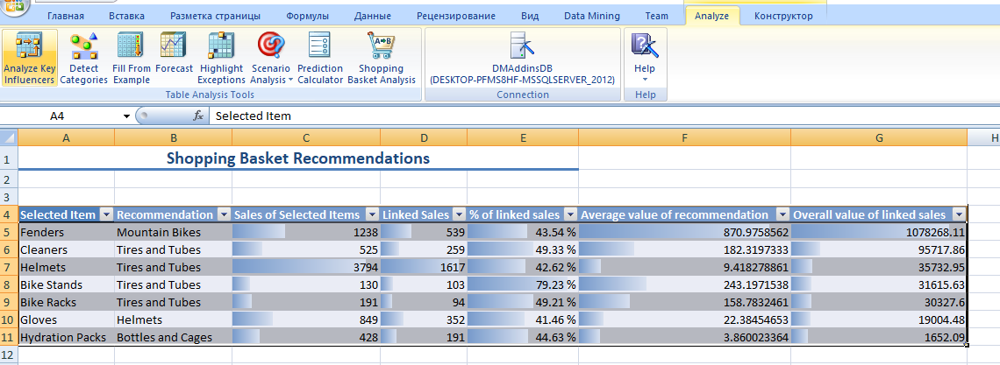 Главная Вставка Разметка страницы Формулы Данные Рецензирование Вид Data Mining Team Analyze Конструктор
Analyze Key Influencers Detect Categories Fill From Example Forecast Highlight Exceptions Scenario Analysis Prediction Calculator Shopping Basket Analysis DMAddinsDB (DESKTOP-PFMS8HF-MSSQLSERVER_2012) Help
Table Analysis Tools Connection Help
A4 fx Selected Item
A B C D E F G H
1 Shopping Basket Recommendations
2
3
4 Selected Item Recommendation Sales of Selected Items Linked Sales % of linked sales Average value of recommendation Overall value of linked sales
5 Fenders Mountain Bikes 1238 539 43.54 % 870.9758562 1078268.11
6 Cleaners Tires and Tubes 525 259 49.33 % 182.3197333 95717.86
7 Helmets Tires and Tubes 3794 1617 42.62 % 9.418278861 35732.95
8 Bike Stands Tires and Tubes 130 103 79.23 % 243.1971538 31615.63
9 Bike Racks Tires and Tubes 191 94 49.21 % 158.7832461 30327.6
10 Gloves Helmets 849 352 41.46 % 22.38454653 19004.48
11 Hydration Packs Bottles and Cages 428 191 44.63 % 3.860023364 1652.09
12